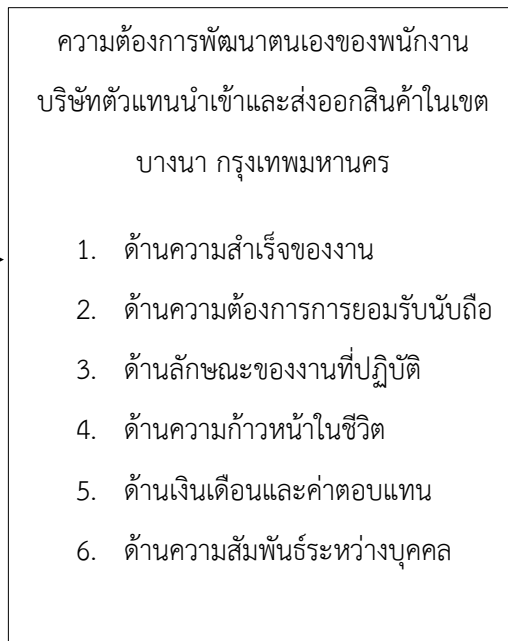 ความต้องการพัฒนาตนเองของพนักงาน
บริษัทตัวแทนนำเข้าและส่งออกสินค้าในเขต
บางนา กรุงเทพมหานคร
1. ด้านความสำเร็จของงาน
2. ด้านความต้องการการยอมรับนับถือ
3. ด้านลักษณะของงานที่ปฏิบัติ
4. ด้านความก้าวหน้าในชีวิต
5. ด้านเงินเดือนและค่าตอบแทน
6. ด้านความสัมพันธ์ระหว่างบุคคล